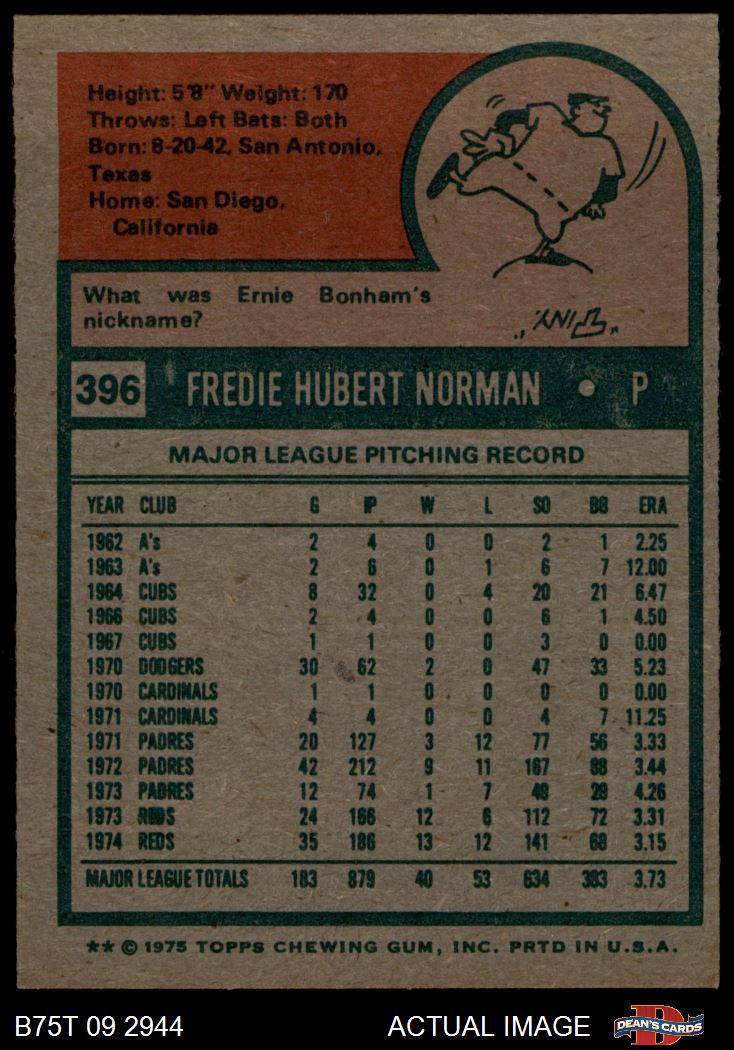 Height: 5'8" Weight: 170
Throws: Left Bats: Both
Born: 8-20-42, San Antonio,
Texas
Home: San Diego,
California
What was Ernie Bonham's
nickname?
"TINY."
396 FREDIE HUBERT NORMAN • P
MAJOR LEAGUE PITCHING RECORD
YEAR CLUB G IP W L SO BB ERA
1962 A's 2 4 0 0 2 1 2.25
1963 A's 2 6 0 1 6 7 12.00
1964 CUBS 8 32 0 4 20 21 6.47
1966 CUBS 2 4 0 0 6 1 4.50
1967 CUBS 1 1 0 0 3 0 0.00
1970 DODGERS 30 62 2 0 47 33 5.23
1970 CARDINALS 1 1 0 0 0 0 0.00
1971 CARDINALS 4 4 0 0 4 7 11.25
1971 PADRES 20 127 3 12 77 56 3.33
1972 PADRES 42 212 9 11 167 88 3.44
1973 PADRES 12 74 1 7 49 29 4.26
1973 REDS 24 166 12 6 112 72 3.31
1974 REDS 35 186 13 12 141 68 3.15
MAJOR LEAGUE TOTALS 183 879 40 53 634 383 3.73
** © 1975 TOPPS CHEWING GUM, INC. PRTD IN U.S.A.
B75T 09 2944 ACTUAL IMAGE D DEAN'S CARDS